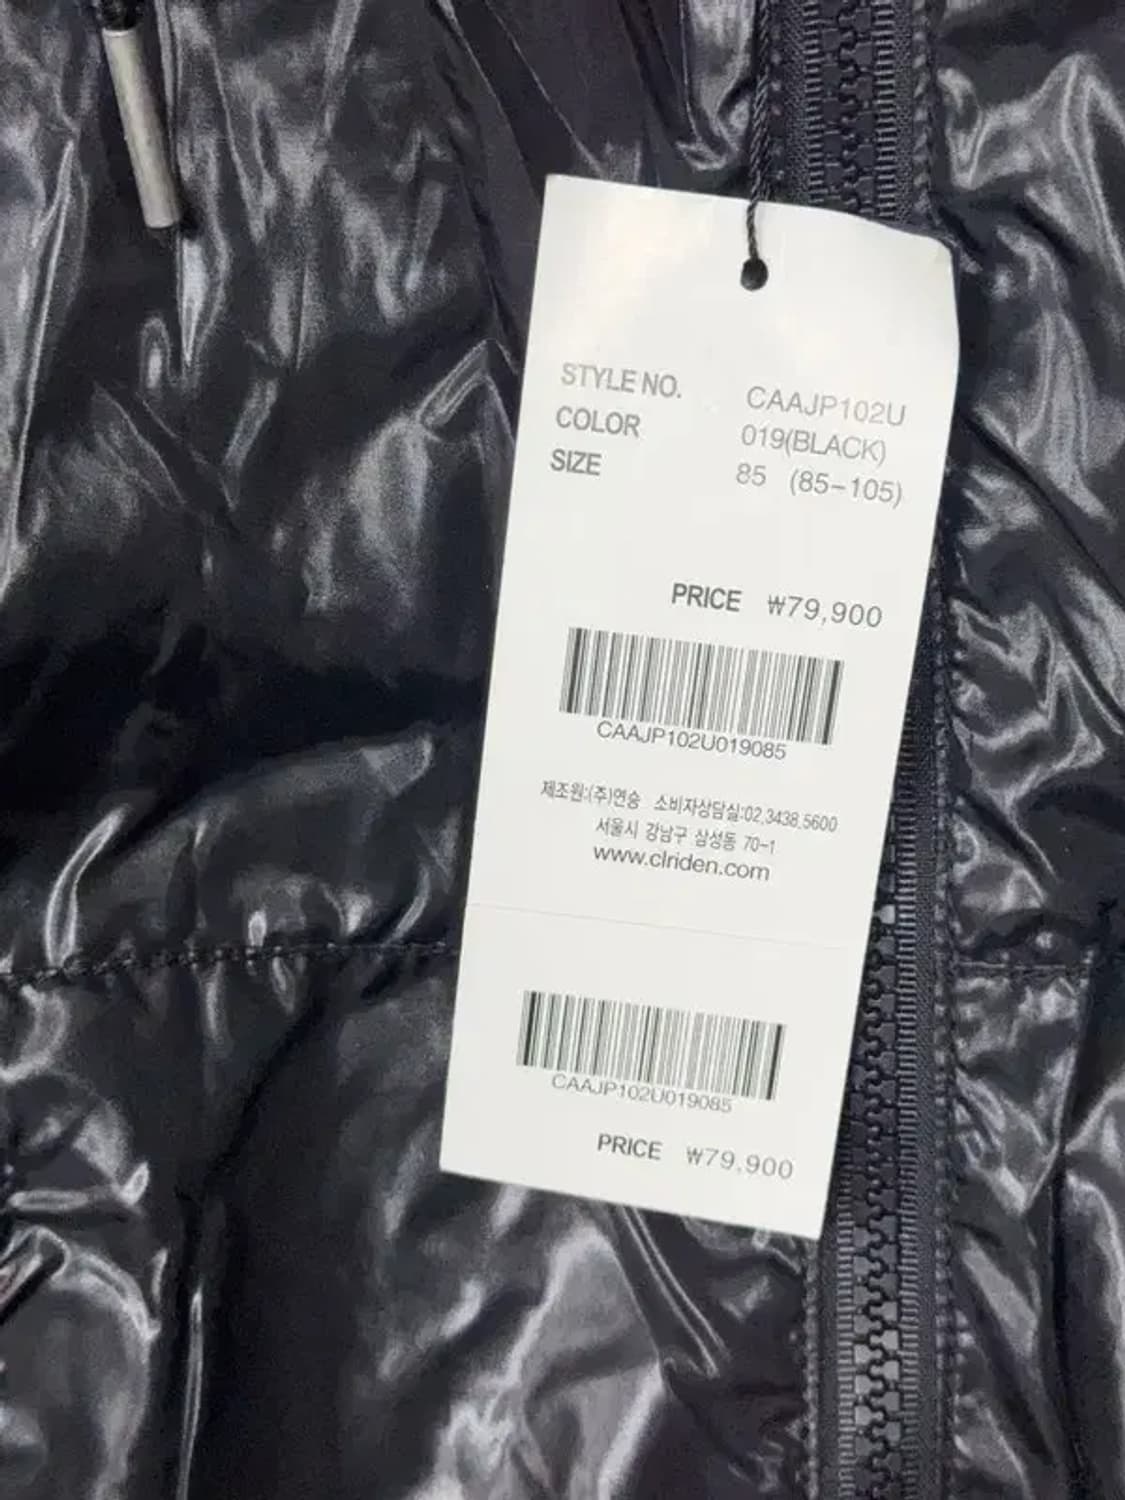 STYLE NO. CAAJP102U
COLOR 019(BLACK)
SIZE 85 (85-105)
PRICE ₩79,900
CAAJP102U019085
제조원:(주)연승 소비자상담실:02.3438.5600
서울시 강남구 삼성동 70-1
www.clriden.com
CAAJP102U019085
PRICE ₩79,900